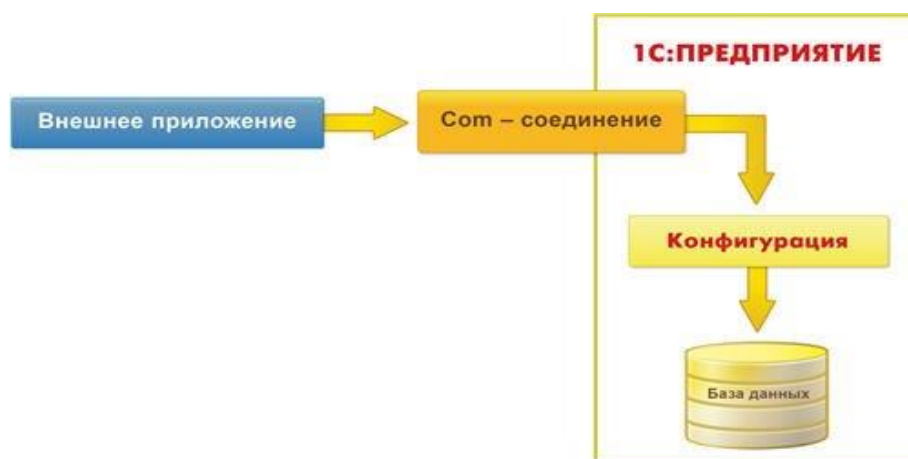 1С:ПРЕДПРИЯТИЕ
Внешнее приложение
Com – соединение
Конфигурация
База данных